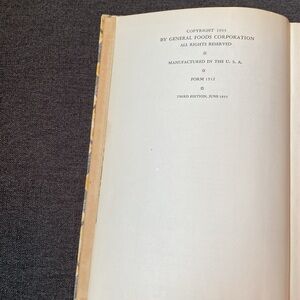 COPYRIGHT
BY GENERAL FOODS CORPORATION
ALL RIGHTS RESERVED
MANUFACTURED IN THE U. S. A.
FORM
THIRD EDITION, JUNE